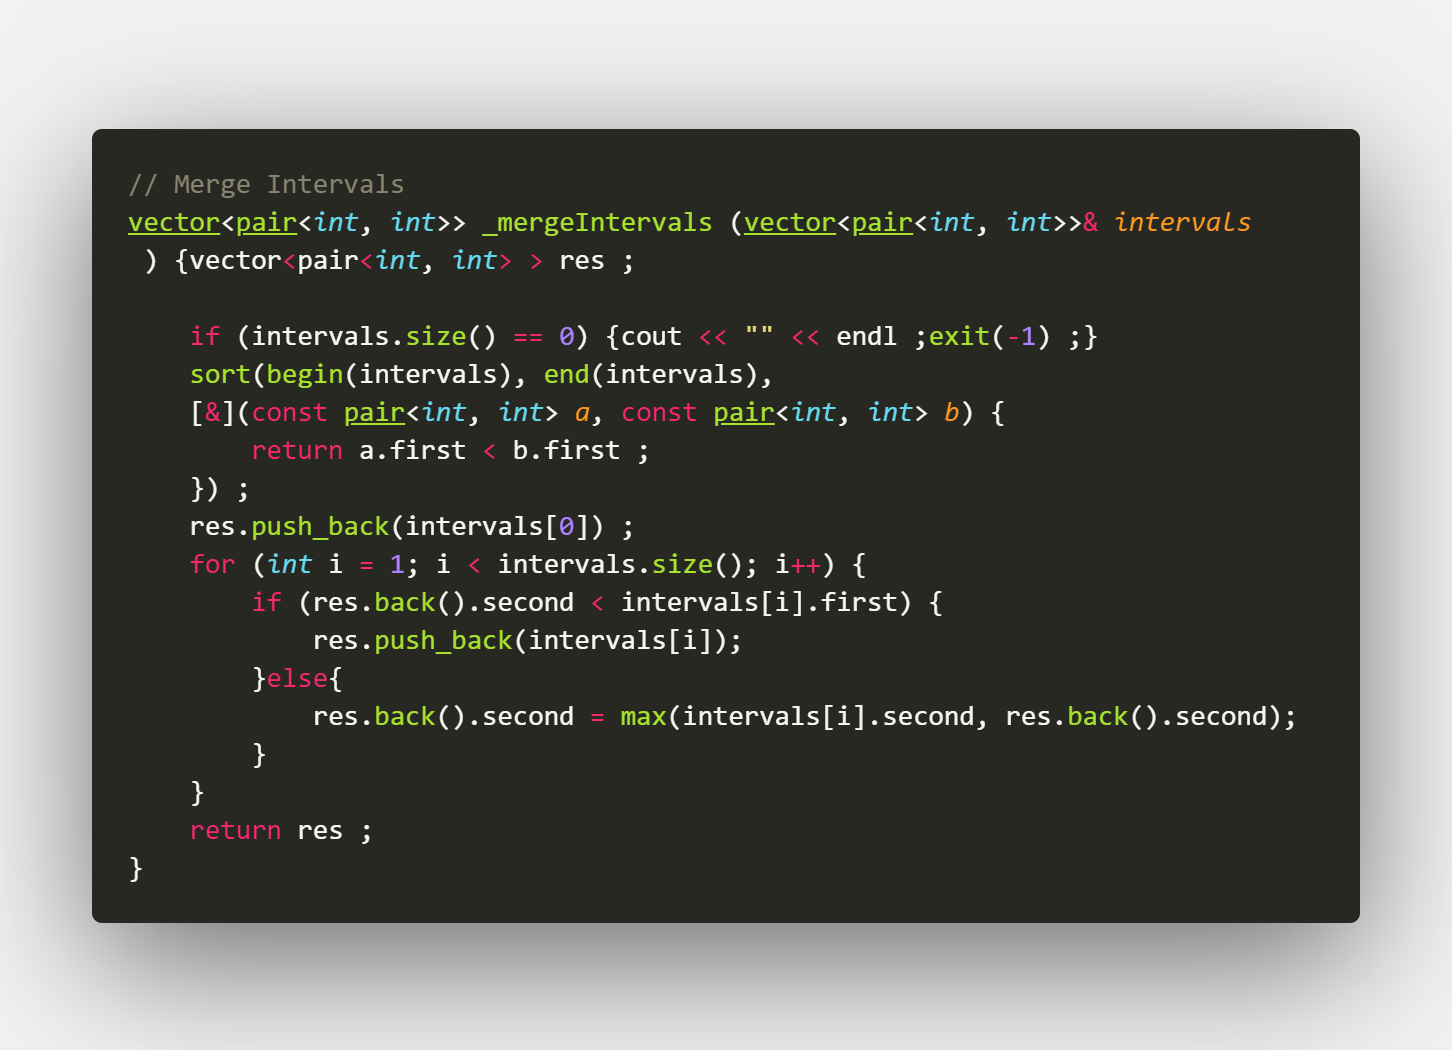 // Merge Intervals
vector<pair<int, int>> _mergeIntervals (vector<pair<int, int>>& intervals
 ) {vector<pair<int, int> > res ;

    if (intervals.size() == 0) {cout << "" << endl ;exit(-1) ;}
    sort(begin(intervals), end(intervals),
    [&](const pair<int, int> a, const pair<int, int> b) {
        return a.first < b.first ;
    }) ;
    res.push_back(intervals[0]) ;
    for (int i = 1; i < intervals.size(); i++) {
        if (res.back().second < intervals[i].first) {
            res.push_back(intervals[i]);
        }else{
            res.back().second = max(intervals[i].second, res.back().second);
        }
    }
    return res ;
}